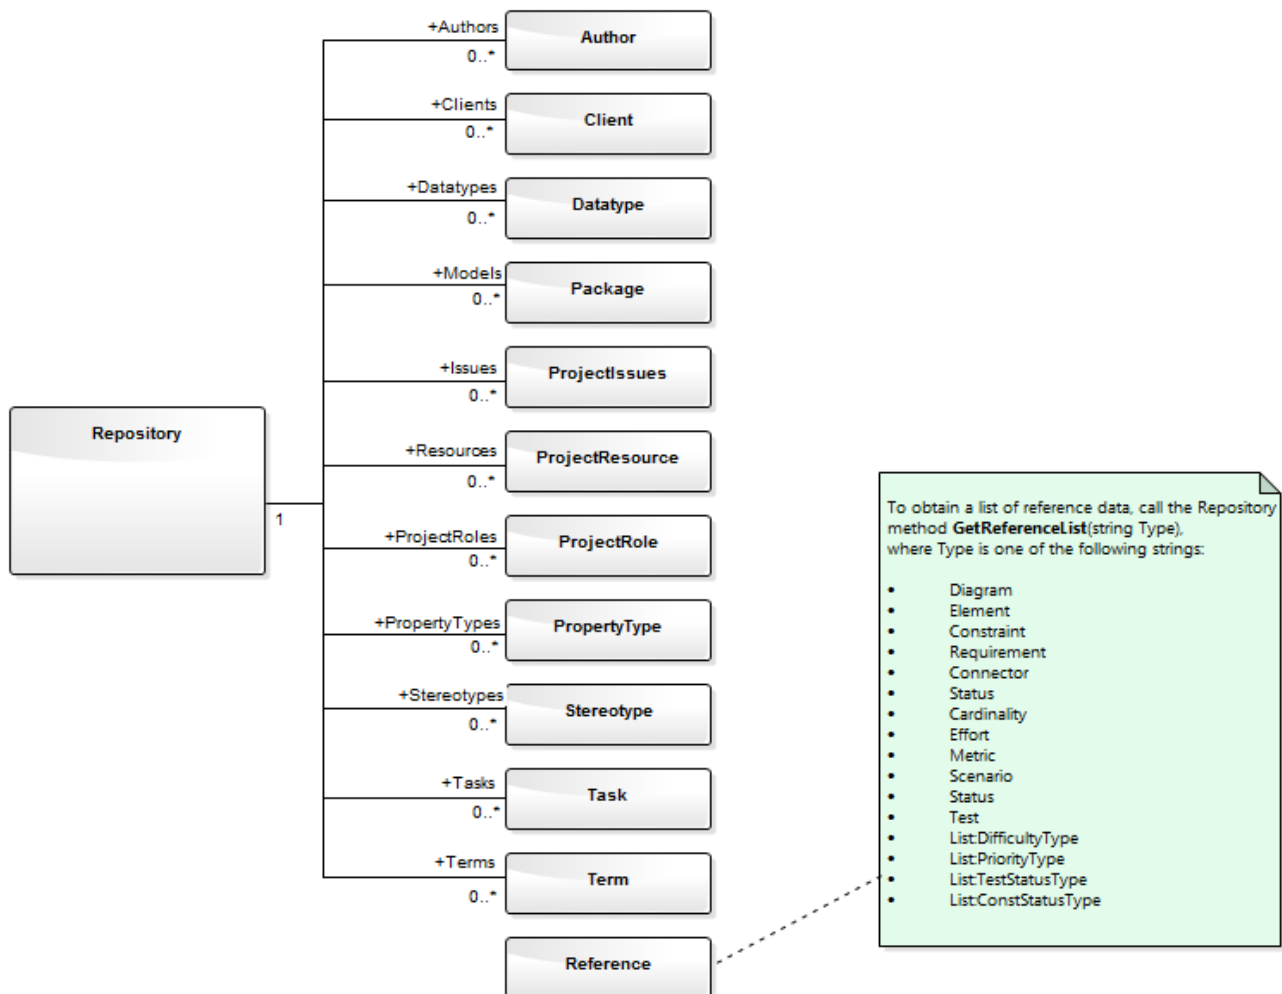 +Authors
0..*
Author
+Clients
0..*
Client
+Datatypes
0..*
Datatype
+Models
0..*
Package
+Issues
0..*
ProjectIssues
Repository
1
+Resources
0..*
ProjectResource
+ProjectRoles
0..*
ProjectRole
+PropertyTypes
0..*
PropertyType
+Stereotypes
0..*
Stereotype
+Tasks
0..*
Task
+Terms
0..*
Term
Reference
To obtain a list of reference data, call the Repository
method GetReferenceList(string Type),
where Type is one of the following strings:
• Diagram
• Element
• Constraint
• Requirement
• Connector
• Status
• Cardinality
• Effort
• Metric
• Scenario
• Status
• Test
• List:DifficultyType
• List:PriorityType
• List:TestStatusType
• List:ConstStatusType